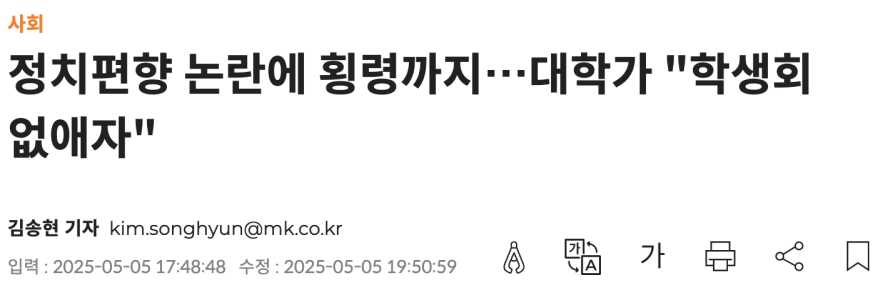 사회
정치편향 논란에 횡령까지…대학가 "학생회
없애자"
김송현 기자 kim.songhyun@mk.co.kr
입력 : 2025-05-05 17:48:48 수정 : 2025-05-05 19:50:59
가 A 가